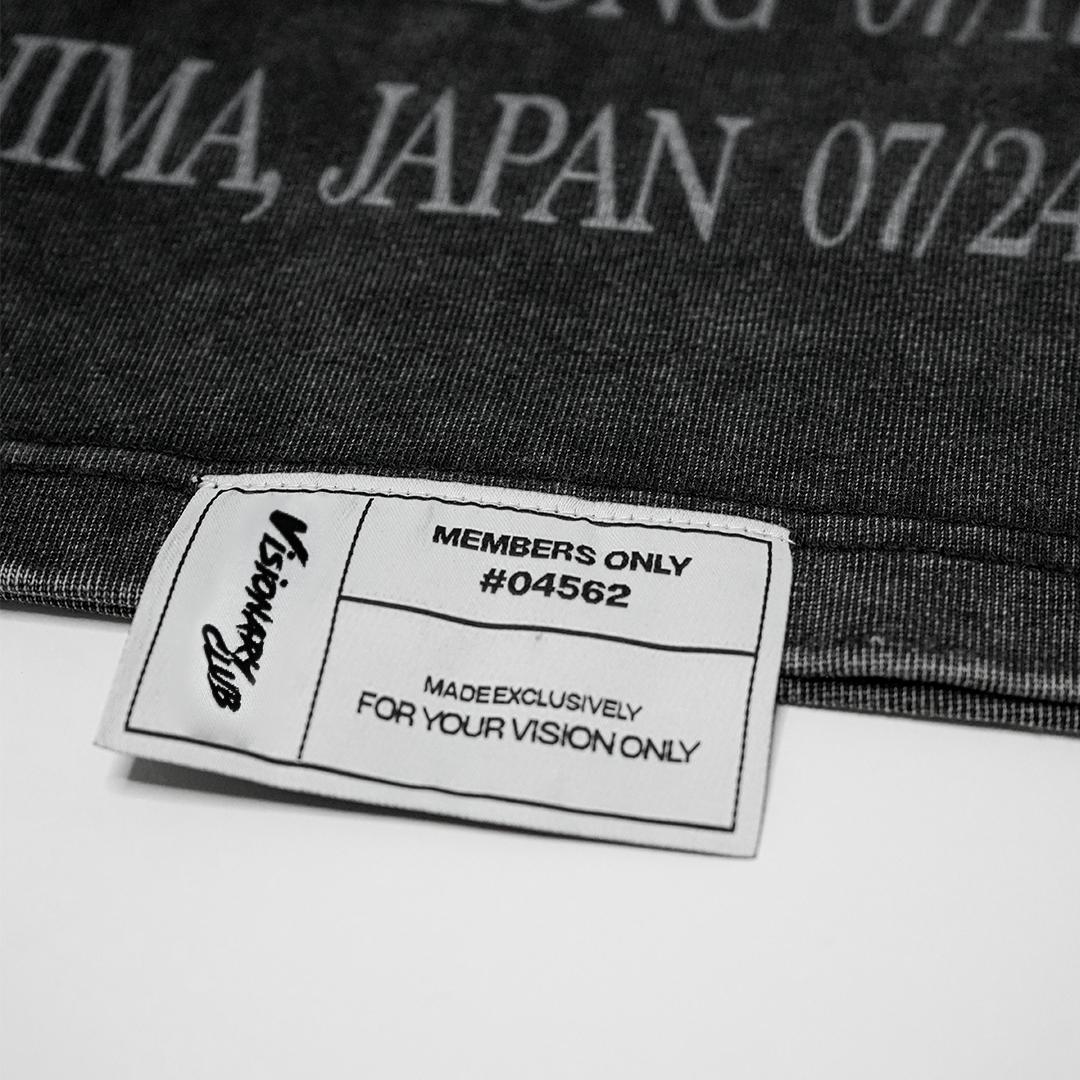 IMA, JAPAN 07/24
VISIONARY
CLUB
MEMBERS ONLY
#04562
MADE EXCLUSIVELY
FOR YOUR VISION ONLY